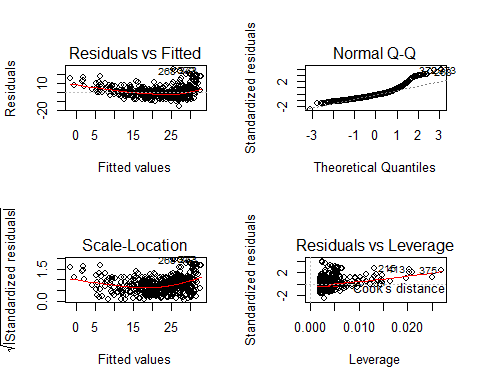 Residuals vs Fitted
Residuals
-20
10
0
5
15
25
Fitted values
Normal Q-Q
Standardized residuals
-2
2
-3
-2
-1
0
1
2
3
Theoretical Quantiles
Scale-Location
√|Standardized residuals|
0.0
1.5
0
5
15
25
Fitted values
Residuals vs Leverage
Standardized residuals
-2
2
375
Cook's distance
0.000
0.010
0.020
Leverage